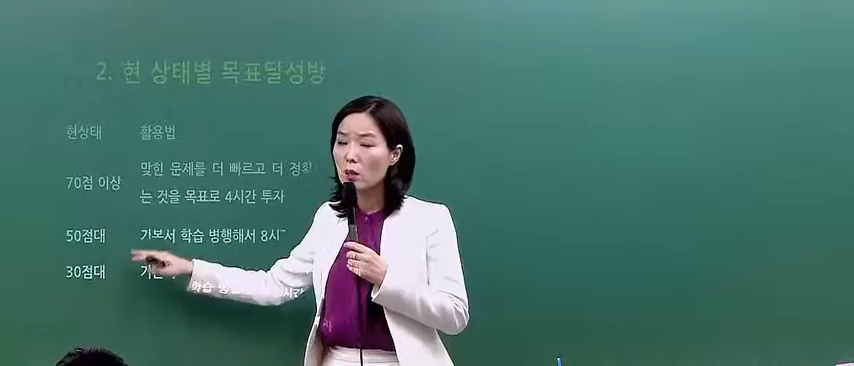 2. 현 상태별 목표달성방
현상태 활용법
70점 이상 맞힌 문제를 더 빠르고 더 정확
는 것을 목표로 4시간 투자
50점대 기본서 학습 병행해서 8시
30점대 학습